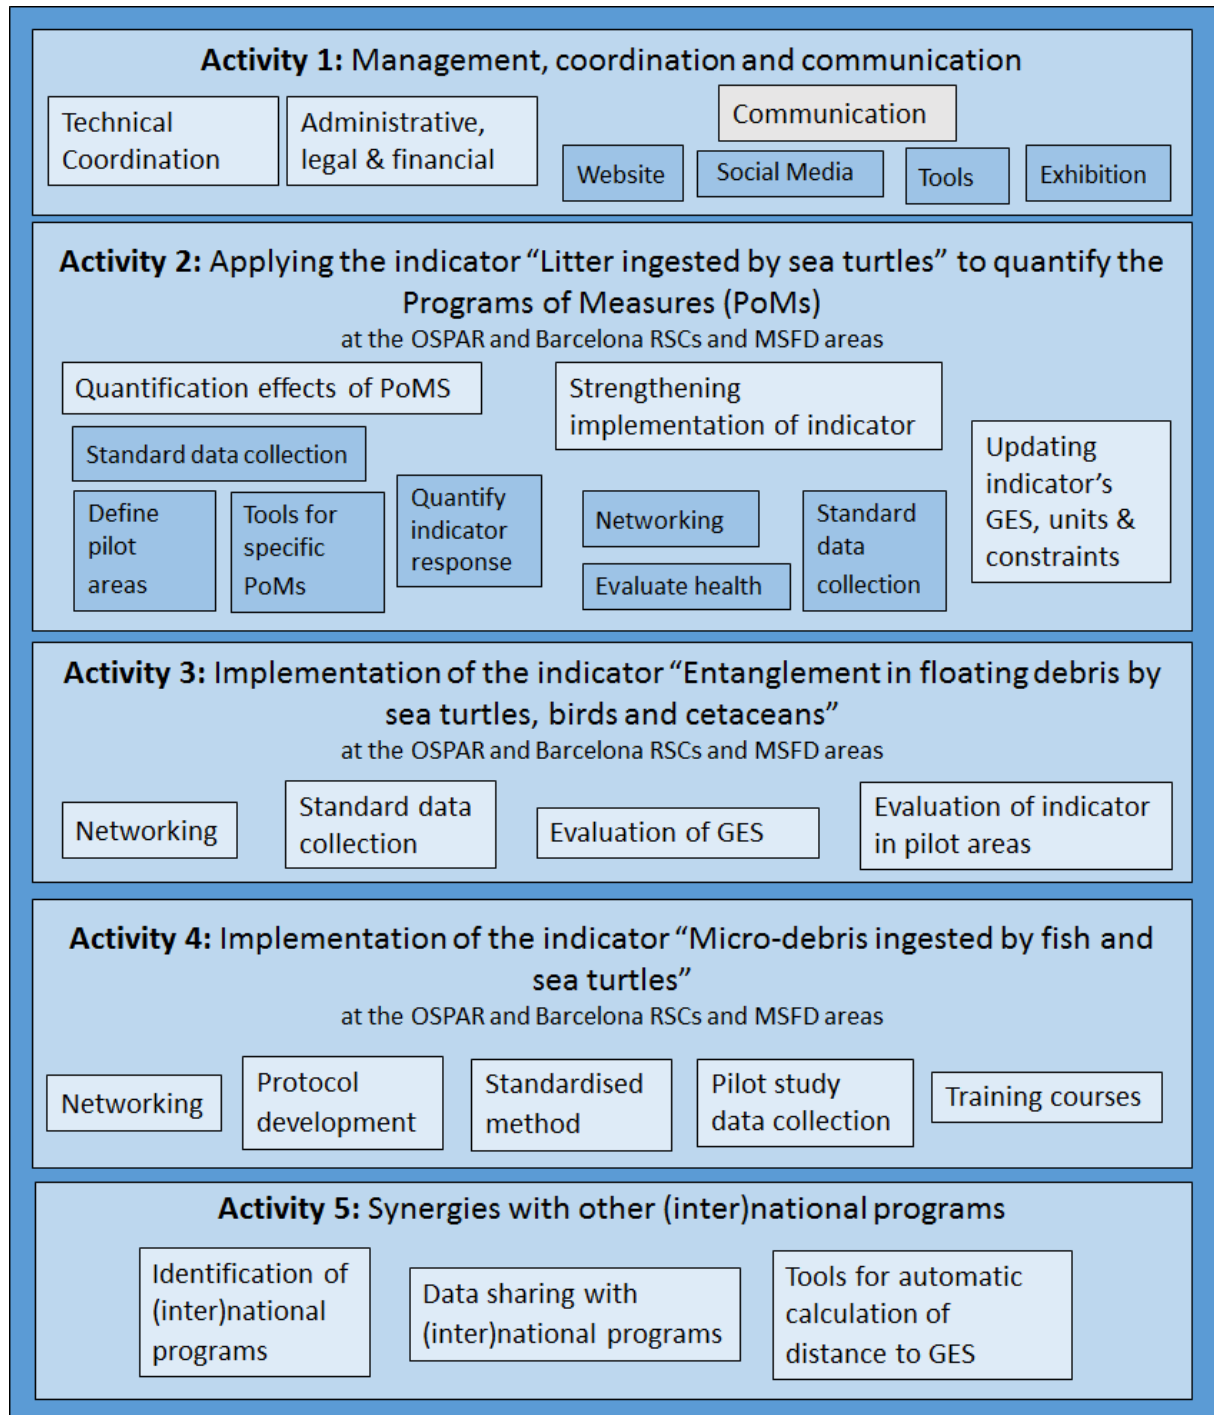 Activity 1: Management, coordination and communication
Technical
Coordination
Administrative,
legal & financial
Communication
Website
Social Media
Tools
Exhibition
Activity 2: Applying the indicator “Litter ingested by sea turtles” to quantify the
Programs of Measures (PoMs)
at the OSPAR and Barcelona RSCs and MSFD areas
Quantification effects of PoMS
Standard data collection
Define
pilot
areas
Tools for
specific
PoMs
Quantify
indicator
response
Strengthening
implementation of indicator
Networking
Evaluate health
Standard
data
collection
Updating
indicator’s
GES, units &
constraints
Activity 3: Implementation of the indicator “Entanglement in floating debris by
sea turtles, birds and cetaceans”
at the OSPAR and Barcelona RSCs and MSFD areas
Networking
Standard data
collection
Evaluation of GES
Evaluation of indicator
in pilot areas
Activity 4: Implementation of the indicator “Micro-debris ingested by fish and
sea turtles”
at the OSPAR and Barcelona RSCs and MSFD areas
Networking
Protocol
development
Standardised
method
Pilot study
data collection
Training courses
Activity 5: Synergies with other (inter)national programs
Identification of
(inter)national
programs
Data sharing with
(inter)national programs
Tools for automatic
calculation of
distance to GES